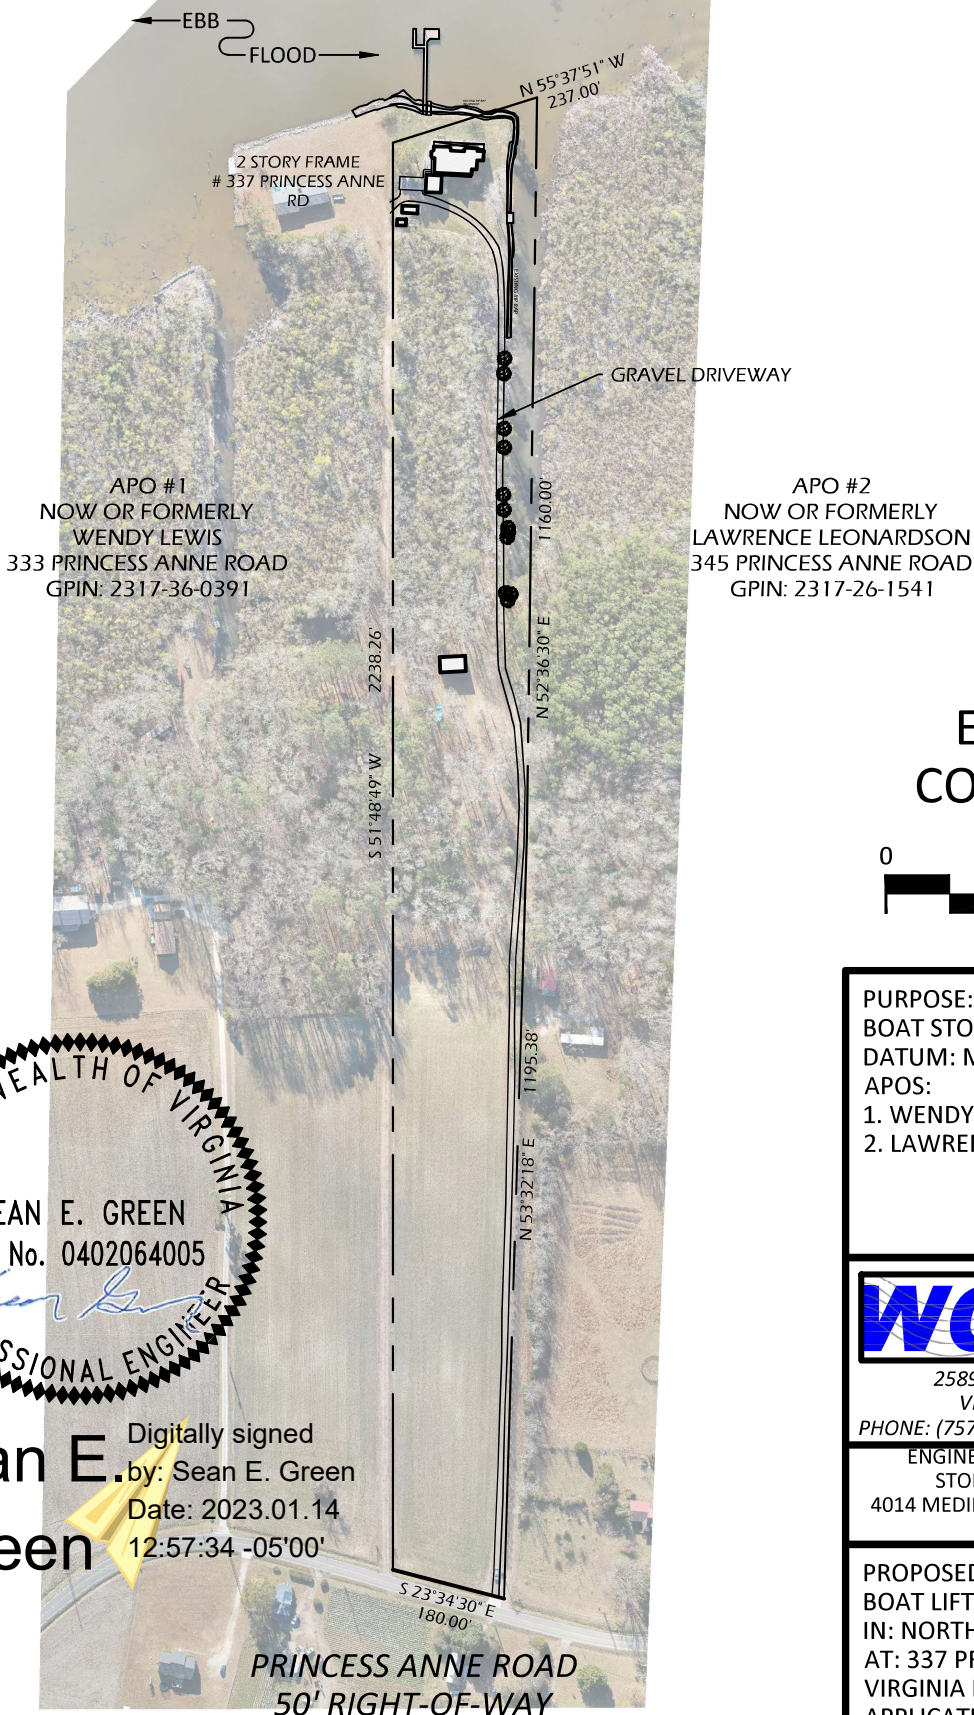 EBB
FLOOD
N 55°37'51" W
237.00'
2 STORY FRAME
# 337 PRINCESS ANNE
RD
GRAVEL DRIVEWAY
APO #1
NOW OR FORMERLY
WENDY LEWIS
333 PRINCESS ANNE ROAD
GPIN: 2317-36-0391
APO #2
NOW OR FORMERLY
LAWRENCE LEONARDSON
345 PRINCESS ANNE ROAD
GPIN: 2317-26-1541
1160.00'
N 52°36'30" E
2238.26'
S 51°48'49" W
E
CO
0
1195.38'
N 53°32'18" E
PURPOSE:
BOAT STO
DATUM: M
APOS:
1. WENDY
2. LAWREN
WEALTH OF VIRGINIA
EAN E. GREEN
No. 0402064005
SSIONAL ENGINEER
an E.
een
Digitally signed
by: Sean E. Green
Date: 2023.01.14
12:57:34 -05'00'
2589
VI
PHONE: (757
ENGINE
STO
4014 MEDI
PROPOSED
BOAT LIFT
IN: NORTH
AT: 337 PR
VIRGINIA
APPLICATI
S 23°34'30" E
180.00'
PRINCESS ANNE ROAD
50' RIGHT-OF-WAY